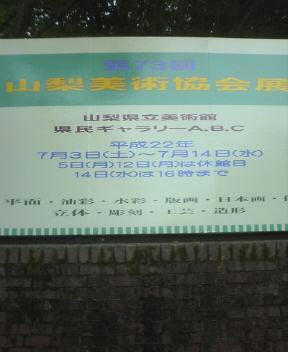 第73回
山梨美術協会展
山梨県立美術館
県民ギャラリーA.B.C
平成22年
7月3日(土)〜7月14日(水)
5日(月)12日(月)は休館日
14日(水)は16時まで
平面・油彩・水彩・版画・日本画・
立体・彫刻・工芸・造形